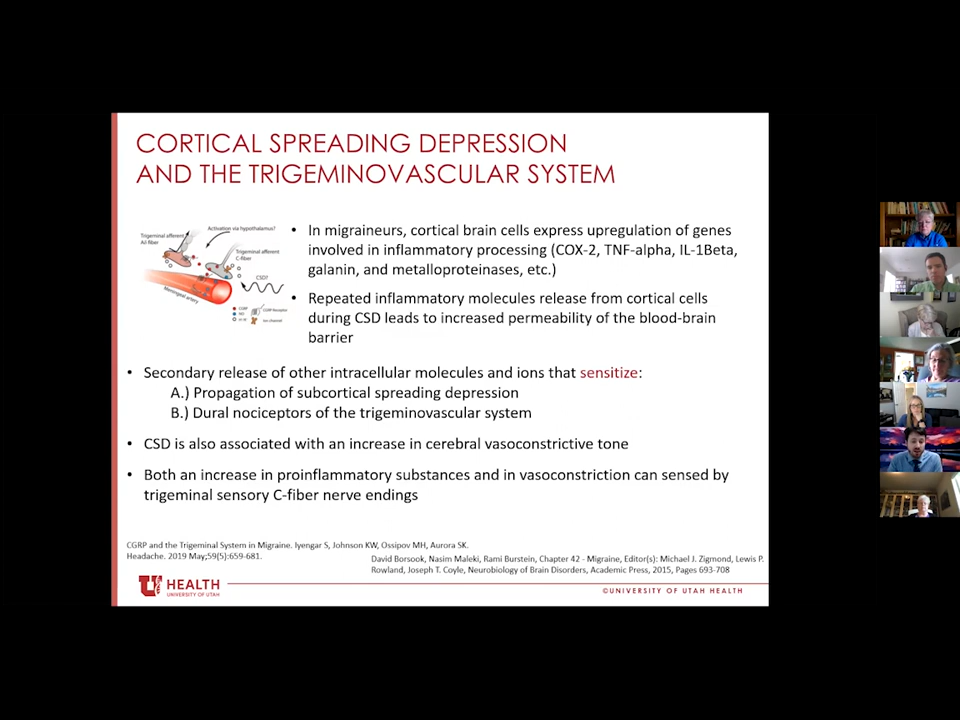 CORTICAL SPREADING DEPRESSION
AND THE TRIGEMINOVASCULAR SYSTEM
Trigeminal afferent
Aδ fiber
Activation via hypothalamus?
Trigeminal afferent
C-fiber
CSD?
Meningeal artery
CGRP
NO
CGRP Receptor
Ion channel
• In migraineurs, cortical brain cells express upregulation of genes
involved in inflammatory processing (COX-2, TNF-alpha, IL-1Beta,
galanin, and metalloproteinases, etc.)
• Repeated inflammatory molecules release from cortical cells
during CSD leads to increased permeability of the blood-brain
barrier
• Secondary release of other intracellular molecules and ions that sensitize:
A.) Propagation of subcortical spreading depression
B.) Dural nociceptors of the trigeminovascular system
• CSD is also associated with an increase in cerebral vasoconstrictive tone
• Both an increase in proinflammatory substances and in vasoconstriction can sensed by
trigeminal sensory C-fiber nerve endings
CGRP and the Trigeminal System in Migraine. Iyengar S, Johnson KW, Ossipov MH, Aurora SK.
Headache. 2019 May;59(5):659-681.
David Borsook, Nasim Maleki, Rami Burstein, Chapter 42 - Migraine, Editor(s): Michael J. Zigmond, Lewis P.
Rowland, Joseph T. Coyle, Neurobiology of Brain Disorders, Academic Press, 2015, Pages 693-708
HEALTH
UNIVERSITY OF UTAH
©UNIVERSITY OF UTAH HEALTH